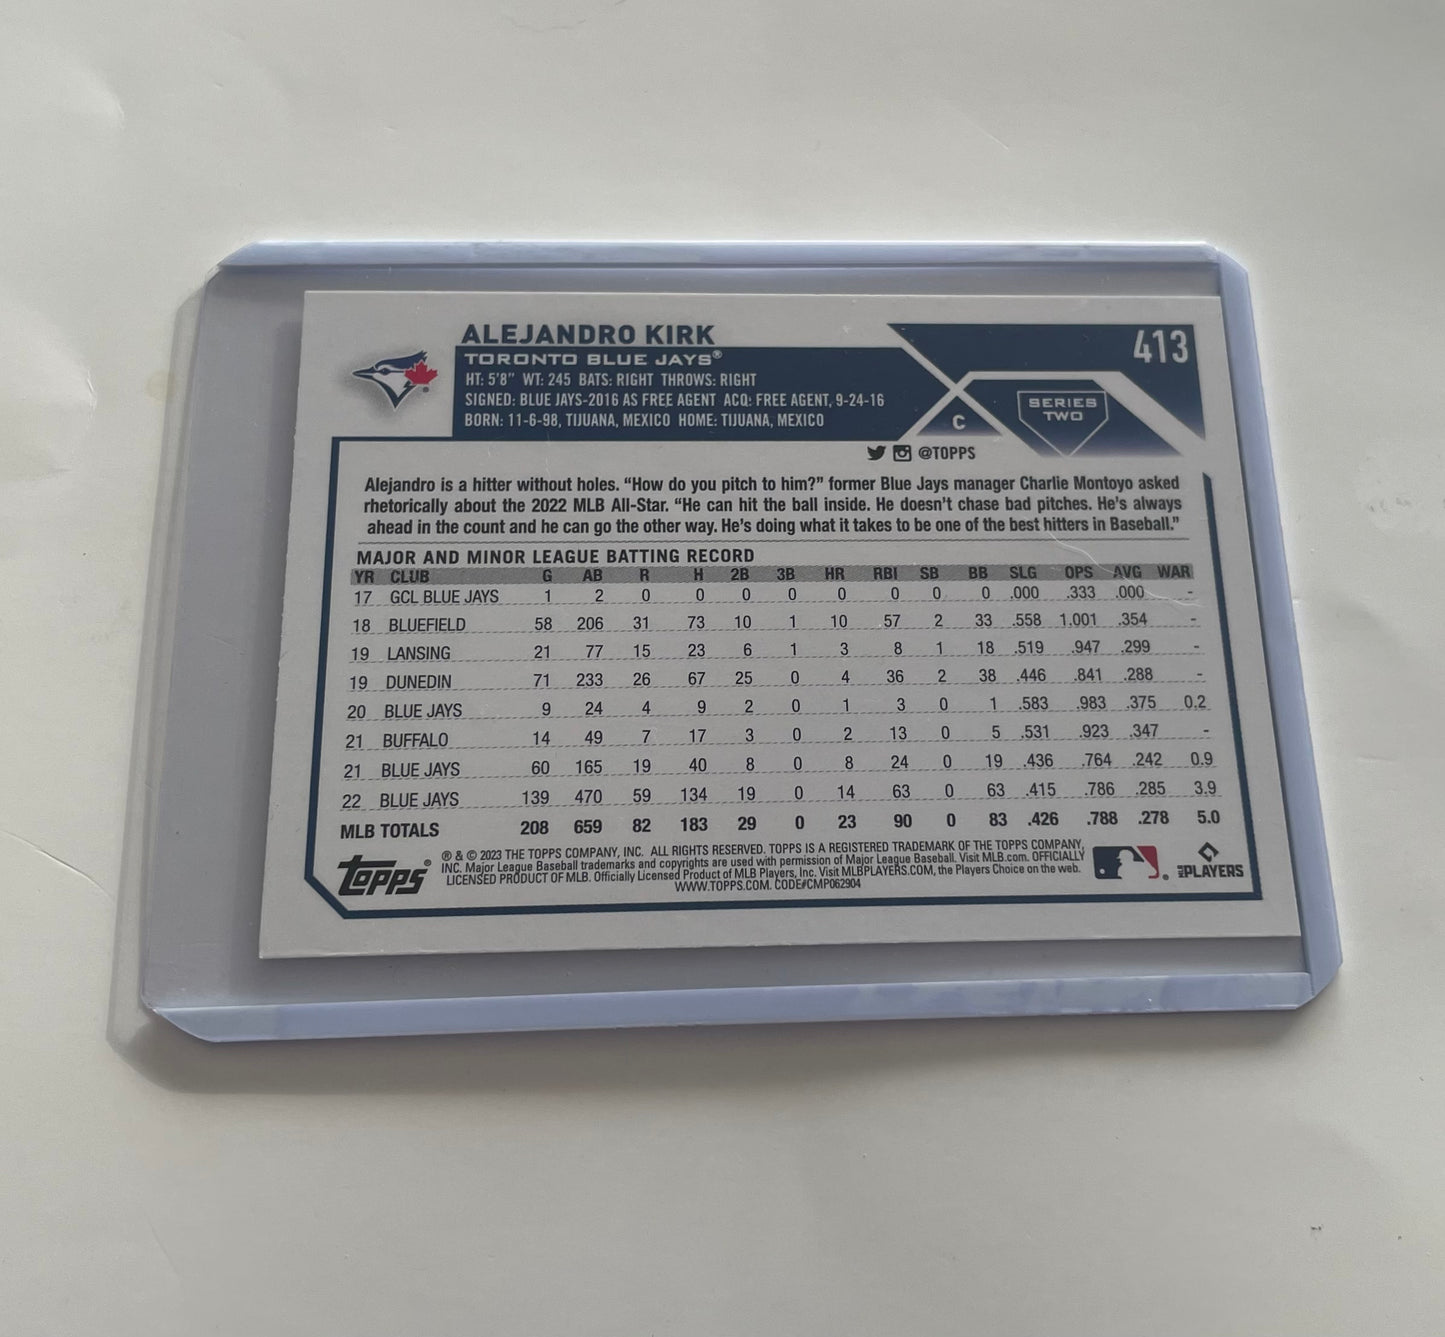 ALEJANDRO KIRK
413
TORONTO BLUE JAYS®
HT: 5'8" WT: 245 BATS: RIGHT THROWS: RIGHT
SIGNED: BLUE JAYS-2016 AS FREE AGENT ACQ: FREE AGENT, 9-24-16
BORN: 11-6-98, TIJUANA, MEXICO HOME: TIJUANA, MEXICO
C
SERIES
TWO
@TOPPS
Alejandro is a hitter without holes. “How do you pitch to him?” former Blue Jays manager Charlie Montoyo asked
rhetorically about the 2022 MLB All-Star. “He can hit the ball inside. He doesn't chase bad pitches. He's always
ahead in the count and he can go the other way. He's doing what it takes to be one of the best hitters in Baseball.”
MAJOR AND MINOR LEAGUE BATTING RECORD
YR CLUB G AB R H 2B 3B HR RBI SB BB SLG OPS AVG WAR
17 GCL BLUE JAYS 1 2 0 0 0 0 0 0 0 0 .000 .333 .000 -
18 BLUEFIELD 58 206 31 73 10 1 10 57 2 33 .558 1.001 .354 -
19 LANSING 21 77 15 23 6 1 3 8 1 18 .519 .947 .299 -
19 DUNEDIN 71 233 26 67 25 0 4 36 2 38 .446 .841 .288 -
20 BLUE JAYS 9 24 4 9 2 0 1 3 0 1 .583 .983 .375 0.2
21 BUFFALO 14 49 7 17 3 0 2 13 0 5 .531 .923 .347 -
21 BLUE JAYS 60 165 19 40 8 0 8 24 0 19 .436 .764 .242 0.9
22 BLUE JAYS 139 470 59 134 19 0 14 63 0 63 .415 .786 .285 3.9
MLB TOTALS 208 659 82 183 29 0 23 90 0 83 .426 .788 .278 5.0
Topps®
® & © 2023 THE TOPPS COMPANY, INC. ALL RIGHTS RESERVED. TOPPS IS A REGISTERED TRADEMARK OF THE TOPPS COMPANY,
INC. Major League Baseball trademarks and copyrights are used with permission of Major League Baseball. Visit MLB.com. OFFICIALLY
LICENSED PRODUCT OF MLB. Officially Licensed Product of MLB Players, Inc. Visit MLBPLAYERS.COM, the Players Choice on the web.
WWW.TOPPS.COM. CODE#CMP062904
MLB PLAYERS